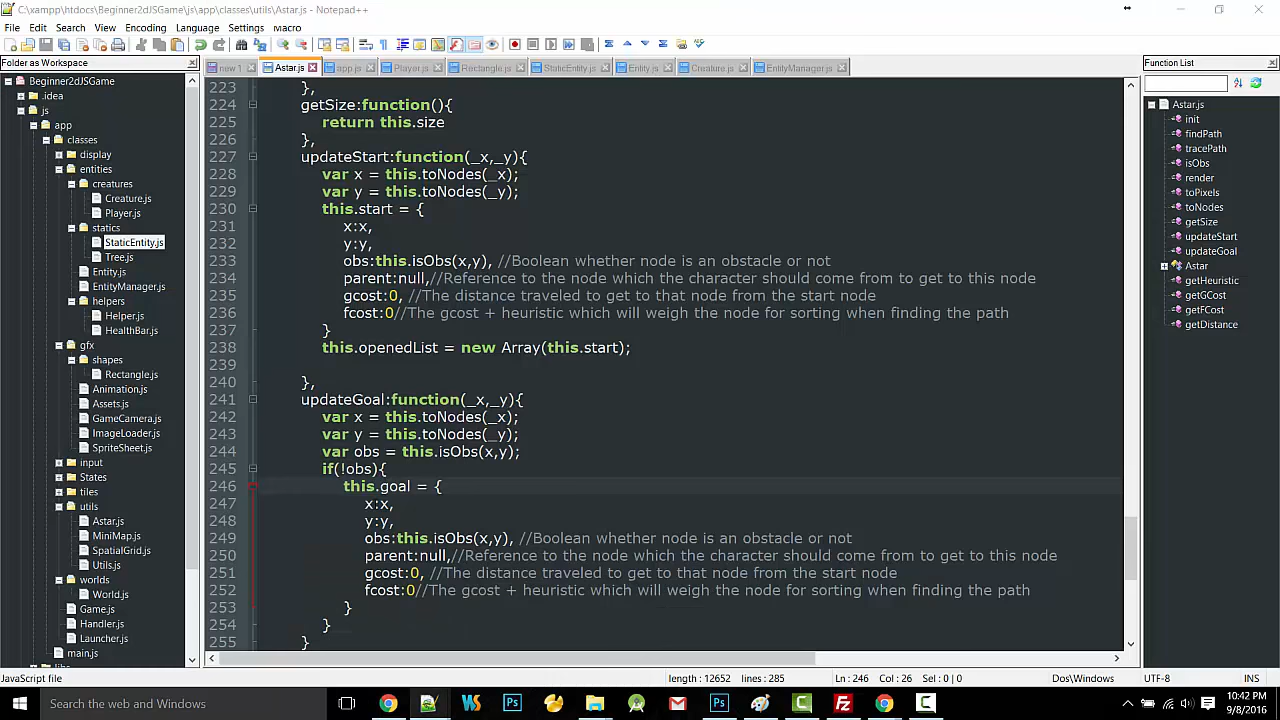 C:\xampp\htdocs\Beginner2dJSGame\js\app\classes\utils\Astar.js - Notepad++
File Edit Search View Encoding Language Settings Macro
Folder as Workspace
new 1 Astar.js app.js Player.js Rectangle.js StaticEntity.js Entity.js Creature.js EntityManager.js
Function List
Beginner2dJSGame
.idea
js
app
classes
display
entities
creatures
Creature.js
Player.js
statics
StaticEntity.js
Tree.js
Entity.js
EntityManager.js
helpers
Helper.js
HealthBar.js
gfx
shapes
Rectangle.js
Animation.js
Assets.js
GameCamera.js
ImageLoader.js
SpriteSheet.js
input
States
tiles
utils
Astar.js
MiniMap.js
SpatialGrid.js
Utils.js
worlds
World.js
Game.js
Handler.js
Launcher.js
main.js
libs
223 },
224 getSize:function(){
225 return this.size
226 },
227 updateStart:function(_x,_y){
228 var x = this.toNodes(_x);
229 var y = this.toNodes(_y);
230 this.start = {
231 x:x,
232 y:y,
233 obs:this.isObs(x,y), //Boolean whether node is an obstacle or not
234 parent:null,//Reference to the node which the character should come from to get to this node
235 gcost:0, //The distance traveled to get to that node from the start node
236 fcost:0//The gcost + heuristic which will weigh the node for sorting when finding the path
237 }
238 this.openedList = new Array(this.start);
239
240 },
241 updateGoal:function(_x,_y){
242 var x = this.toNodes(_x);
243 var y = this.toNodes(_y);
244 var obs = this.isObs(x,y);
245 if(!obs){
246 this.goal = {
247 x:x,
248 y:y,
249 obs:this.isObs(x,y), //Boolean whether node is an obstacle or not
250 parent:null,//Reference to the node which the character should come from to get to this node
251 gcost:0, //The distance traveled to get to that node from the start node
252 fcost:0//The gcost + heuristic which will weigh the node for sorting when finding the path
253 }
254 }
255 }
Astar.js
init
findPath
tracePath
isObs
render
toPixels
toNodes
getSize
updateStart
updateGoal
Astar
getHeuristic
getGCost
getFCost
getDistance
JavaScript file length : 12652 lines : 285 Ln : 246 Col : 26 Sel : 0 | 0 Dos\Windows UTF-8 INS
Search the web and Windows
10:42 PM
9/8/2016